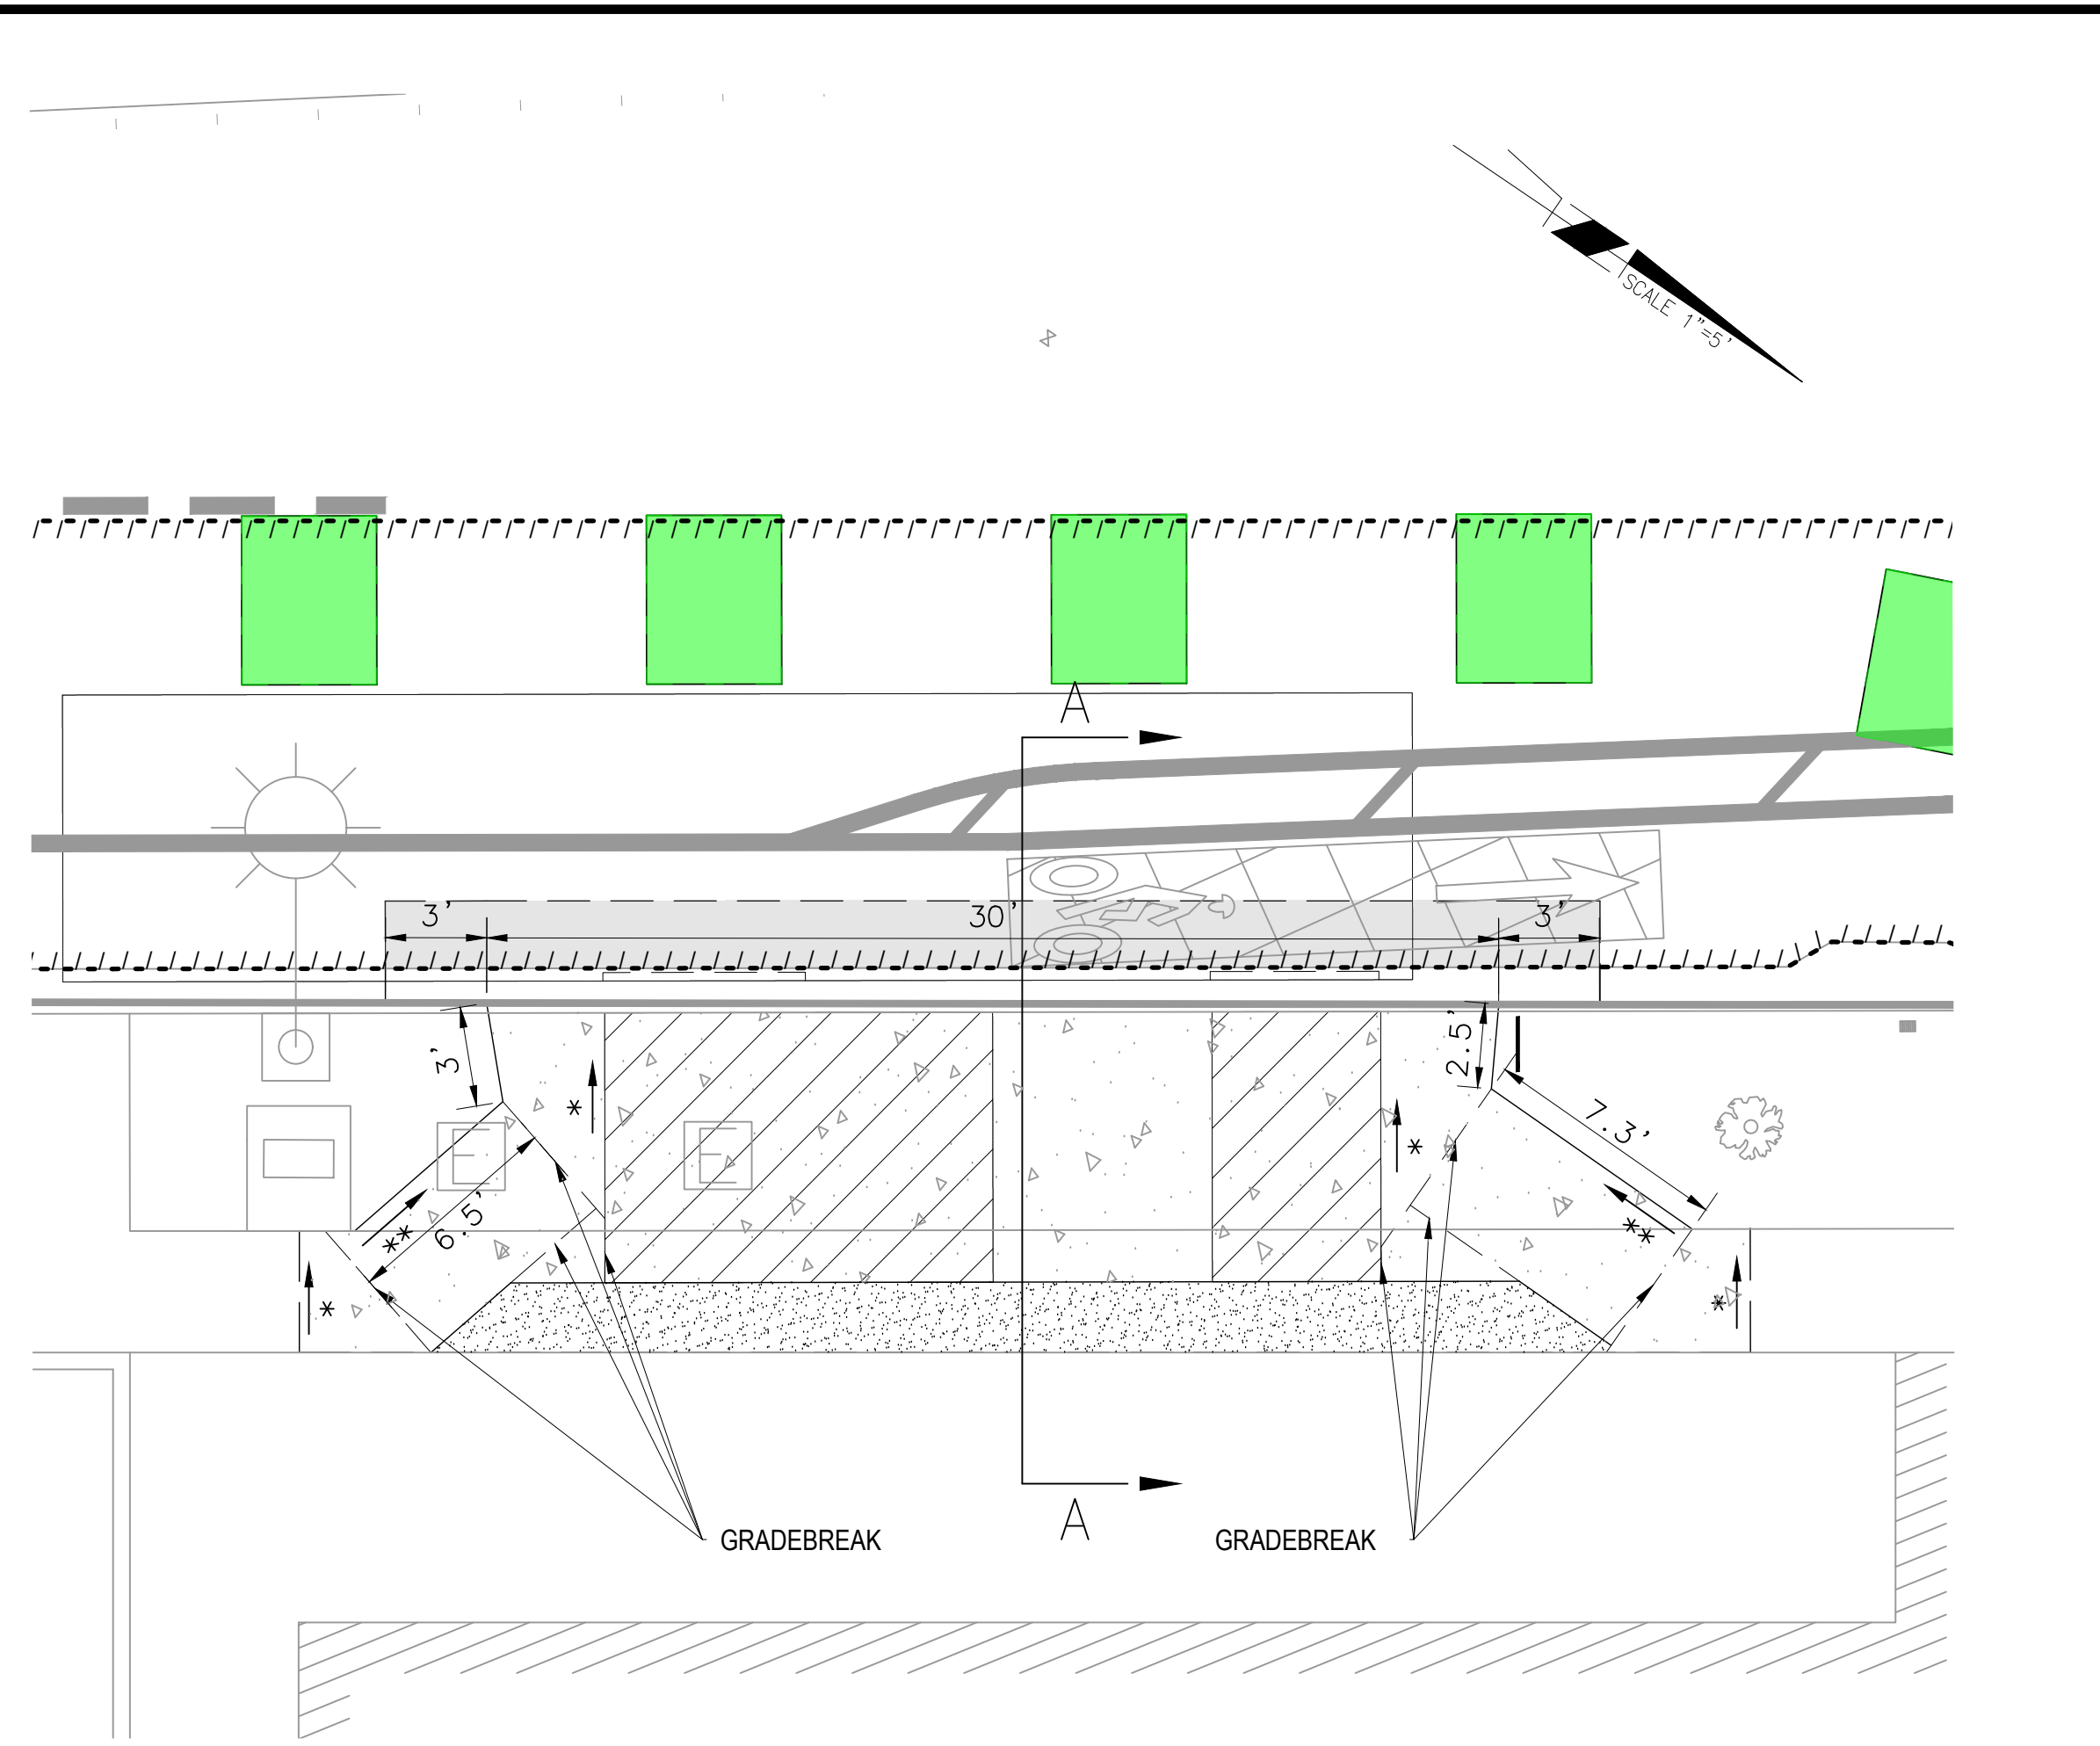 SCALE 1"=5'
A
3'
30'
3'
3'
2.5'
7.3'
*
*
E
E
6.5'
**
**
*
*
GRADEBREAK
A
GRADEBREAK